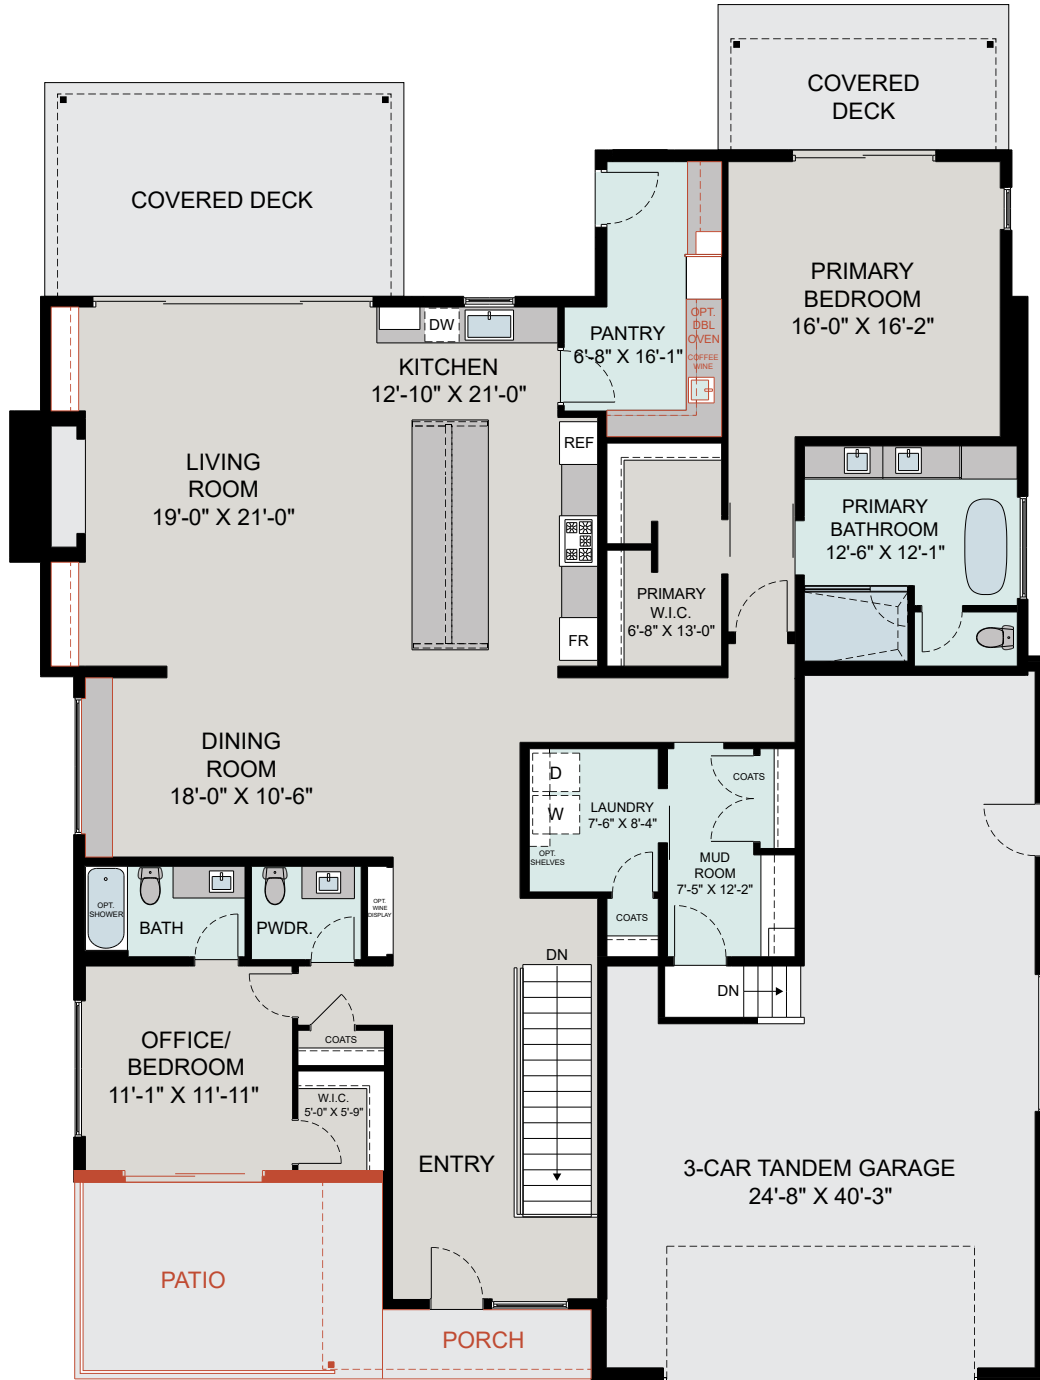 COVERED
DECK
COVERED DECK
PRIMARY
BEDROOM
16'-0" X 16'-2"
DW
PANTRY
6'-8" X 16'-1"
OPT.
DBL
OVEN
COFFEE
WINE
KITCHEN
12'-10" X 21'-0"
REF
LIVING
ROOM
19'-0" X 21'-0"
PRIMARY
BATHROOM
12'-6" X 12'-1"
PRIMARY
W.I.C.
6'-8" X 13'-0"
FR
DINING
ROOM
18'-0" X 10'-6"
D
W
LAUNDRY
7'-6" X 8'-4"
OPT.
SHELVES
COATS
MUD
ROOM
7'-5" X 12'-2"
COATS
OPT.
SHOWER
BATH
PWDR.
OPT.
WINE
DISPLAY
DN
DN
OFFICE/
BEDROOM
11'-1" X 11'-11"
COATS
W.I.C.
5'-0" X 5'-9"
ENTRY
3-CAR TANDEM GARAGE
24'-8" X 40'-3"
PATIO
PORCH